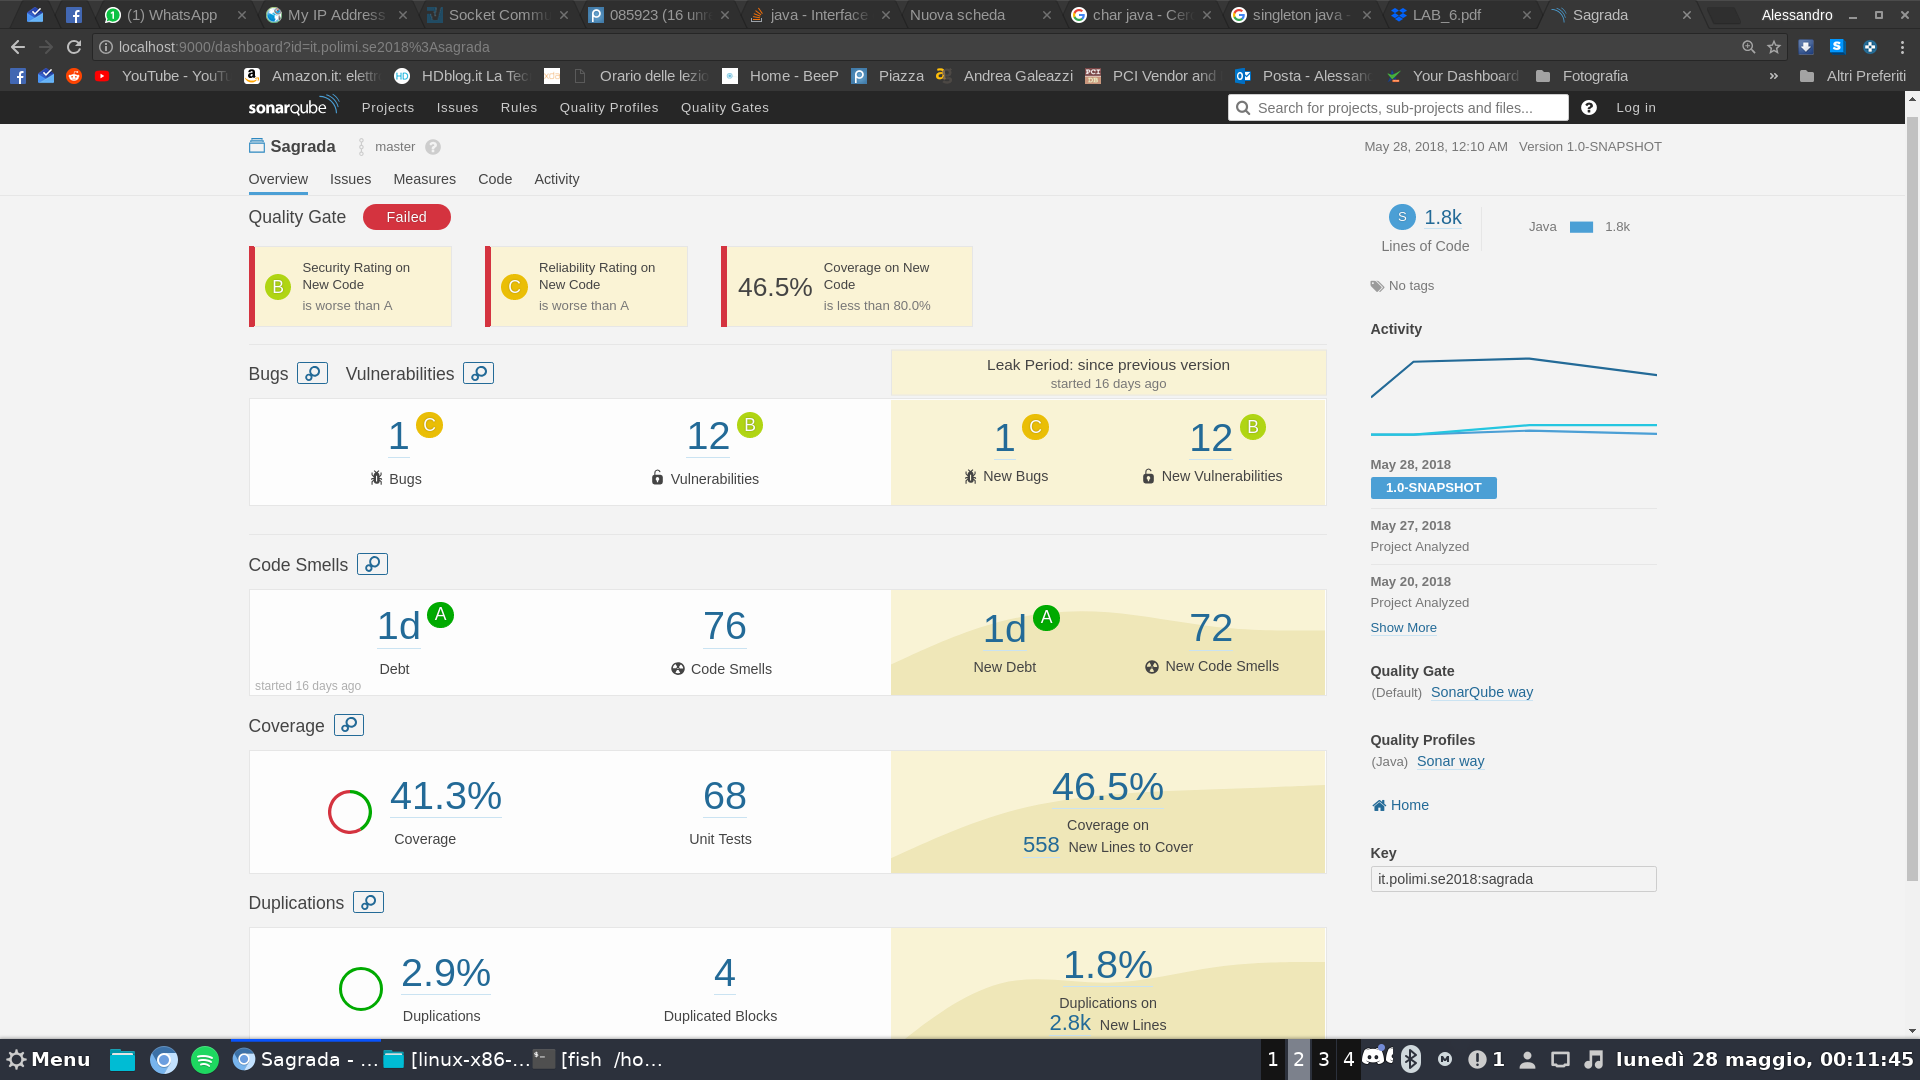 (1) WhatsApp
My IP Address
Socket Commu
085923 (16 unre
java - Interface
Nuova scheda
char java - Cer
singleton java -
LAB_6.pdf
Sagrada
Alessandro
localhost:9000/dashboard?id=it.polimi.se2018%3Asagrada
YouTube - YouTu
Amazon.it: elettr
HDblog.it La Tec
Orario delle lezio
Home - BeeP
Piazza
Andrea Galeazzi
PCI Vendor and
Posta - Alessan
Your Dashboard
Fotografia
»
Altri Preferiti
sonarqube
Projects
Issues
Rules
Quality Profiles
Quality Gates
Search for projects, sub-projects and files...
Log in
Sagrada
master
May 28, 2018, 12:10 AM Version 1.0-SNAPSHOT
Overview
Issues
Measures
Code
Activity
Quality Gate
Failed
B
Security Rating on
New Code
is worse than A
C
Reliability Rating on
New Code
is worse than A
46.5%
Coverage on New
Code
is less than 80.0%
Bugs
Vulnerabilities
Leak Period: since previous version
started 16 days ago
1 C
Bugs
12 B
Vulnerabilities
1 C
New Bugs
12 B
New Vulnerabilities
Code Smells
1d A
Debt
started 16 days ago
76
Code Smells
1d A
New Debt
72
New Code Smells
Coverage
41.3%
Coverage
68
Unit Tests
46.5%
Coverage on
558 New Lines to Cover
Duplications
2.9%
Duplications
4
Duplicated Blocks
1.8%
Duplications on
2.8k New Lines
S 1.8k
Lines of Code
Java 1.8k
No tags
Activity
May 28, 2018
1.0-SNAPSHOT
May 27, 2018
Project Analyzed
May 20, 2018
Project Analyzed
Show More
Quality Gate
(Default) SonarQube way
Quality Profiles
(Java) Sonar way
Home
Key
it.polimi.se2018:sagrada
Menu
Sagrada - ...
[linux-x86-...
[fish /ho...
1 2 3 4
1
lunedì 28 maggio, 00:11:45